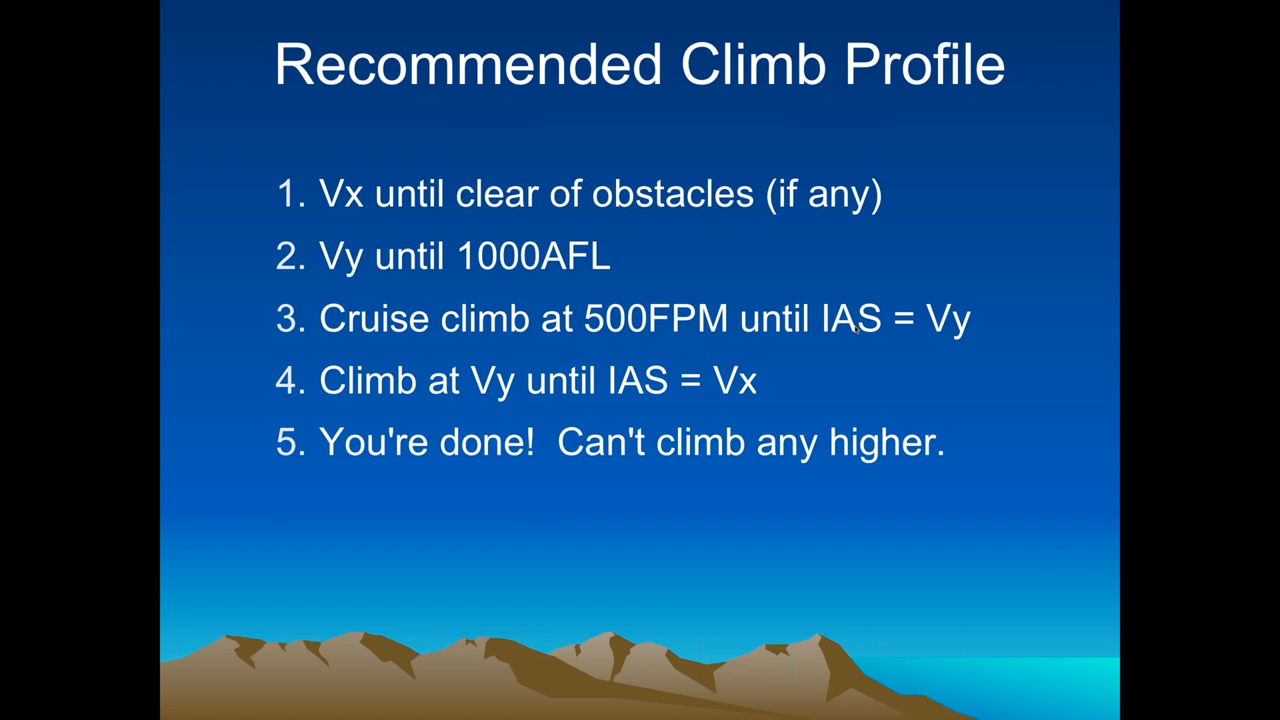 Recommended Climb Profile
1. Vx until clear of obstacles (if any)
2. Vy until 1000AFL
3. Cruise climb at 500FPM until IAS = Vy
4. Climb at Vy until IAS = Vx
5. You're done!  Can't climb any higher.